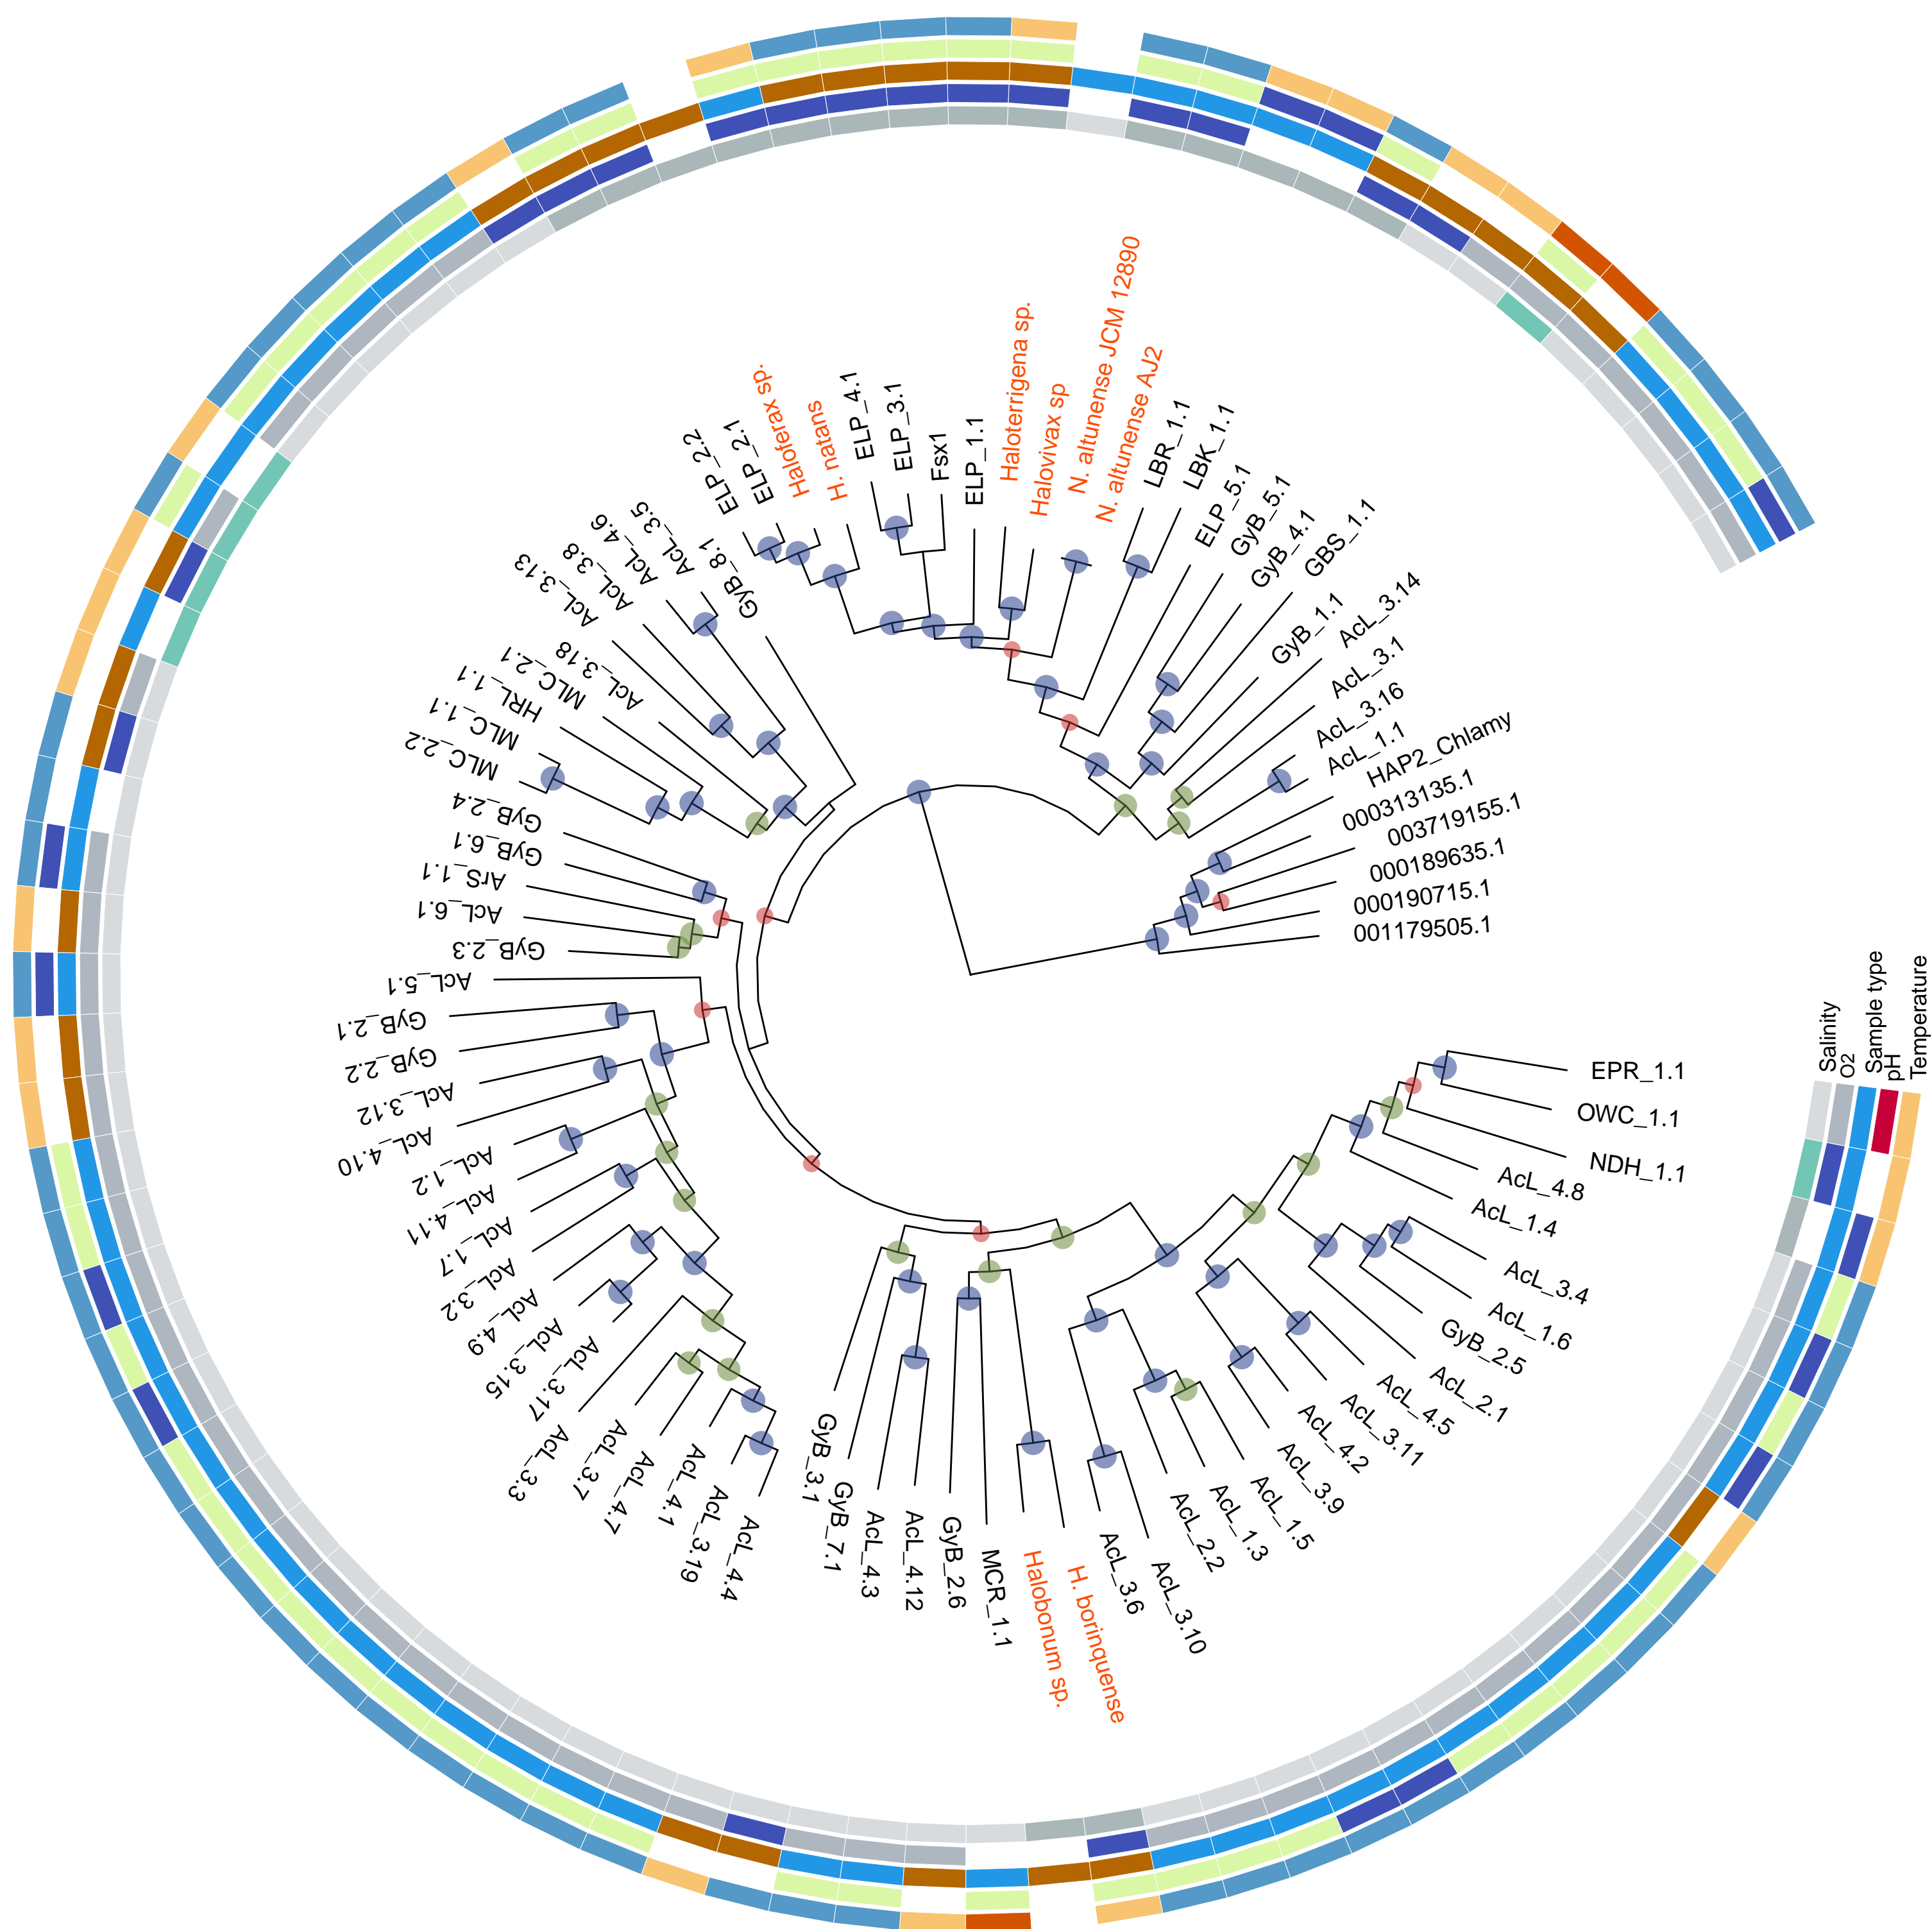 ELP_2.2
ELP_2.1
Haloferax sp.
H. natans
ELP_4.1
ELP_3.1
Fsx1
ELP_1.1
Haloterrigena sp.
Halovivax sp
N. altunense JCM 12890
N. altunense AJ2
LBR_1.1
LBK_1.1
ELP_5.1
GyB_5.1
GyB_4.1
GBS_1.1
GyB_1.1
AcL_3.14
AcL_3.1
AcL_3.16
AcL_1.1
HAP2_Chlamy
000313135.1
003719155.1
000189635.1
000190715.1
001179505.1
Salinity
O2
Sample type
pH
Temperature
EPR_1.1
OWC_1.1
NDH_1.1
AcL_4.8
AcL_1.4
AcL_3.4
AcL_1.6
GyB_2.5
AcL_2.1
AcL_4.5
AcL_3.11
AcL_4.2
AcL_3.9
AcL_1.5
AcL_1.3
AcL_2.2
AcL_3.10
AcL_3.6
H. borinquense
Halobonum sp.
MCR_1.1
GyB_2.6
AcL_4.12
AcL_4.3
GyB_7.1
GyB_3.1
AcL_4.4
AcL_3.19
AcL_4.1
AcL_4.7
AcL_3.7
AcL_3.3
AcL_3.17
AcL_3.15
AcL_4.9
AcL_3.2
AcL_1.7
AcL_4.11
AcL_1.2
AcL_4.10
AcL_3.12
GyB_2.2
GyB_2.1
AcL_5.1
GyB_2.3
AcL_6.1
ArS_1.1
GyB_6.1
GyB_2.4
MLC_2.2
MLC_1.1
HRL_1.1
MLC_2.1
AcL_3.18
AcL_3.13
AcL_3.8
AcL_4.6
AcL_3.5
GyB_8.1